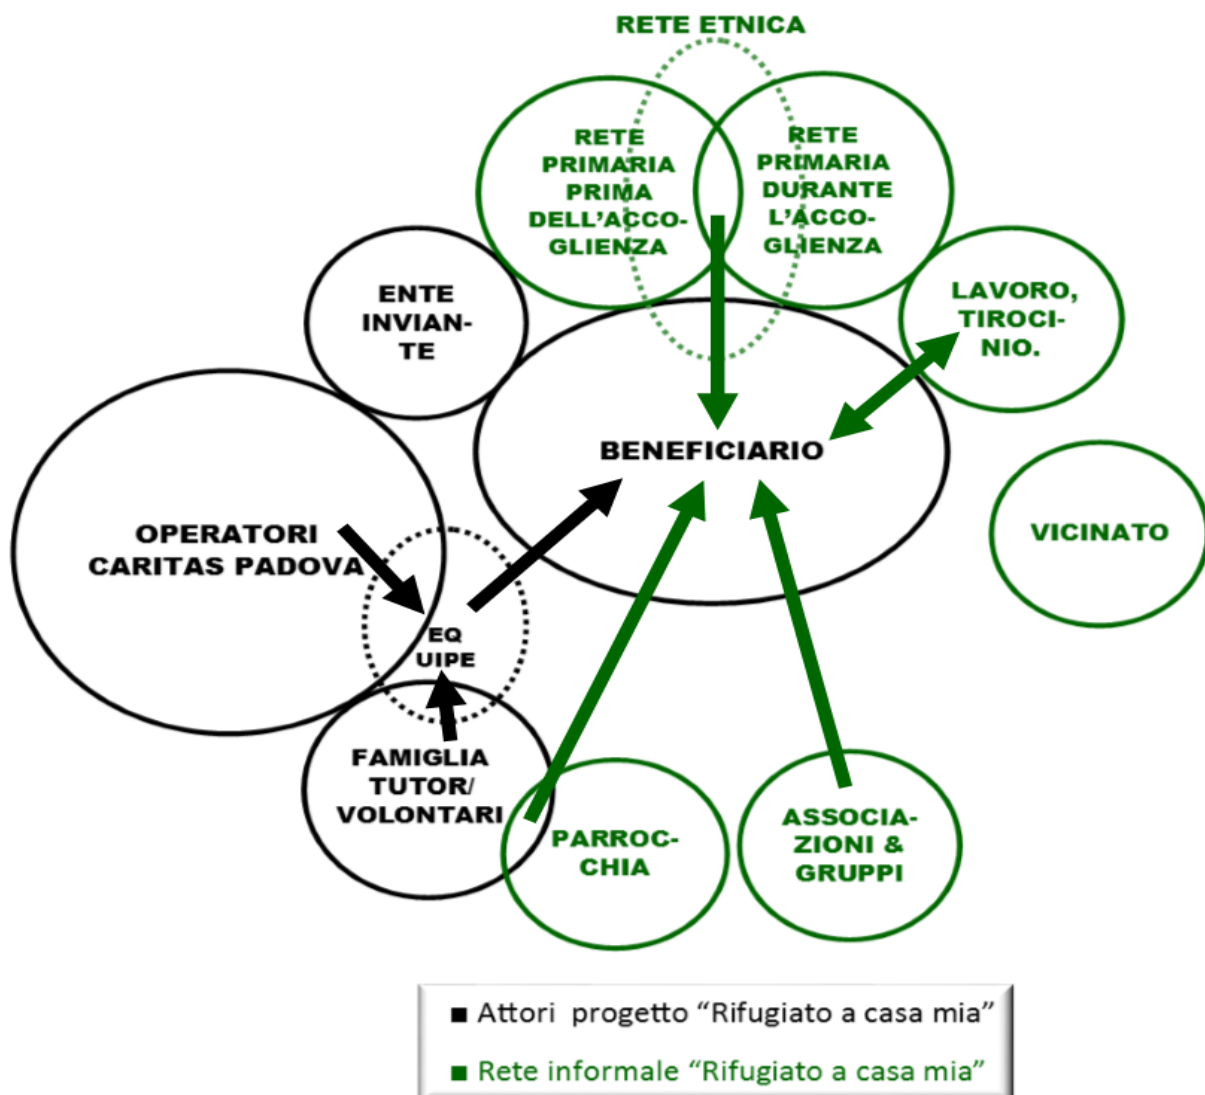 RETE ETNICA
RETE
PRIMARIA
PRIMA
DELL'ACCO-
GLIENZA
RETE
PRIMARIA
DURANTE
L'ACCO-
GLIENZA
ENTE
INVIAN-
TE
LAVORO,
TIROCI-
NIO.
BENEFICIARIO
OPERATORI
CARITAS PADOVA
VICINATO
EQ
UIPE
FAMIGLIA
TUTOR/
VOLONTARI
PARROC-
CHIA
ASSOCIA-
ZIONI &
GRUPPI
Attori progetto “Rifugiato a casa mia”
Rete informale “Rifugiato a casa mia”